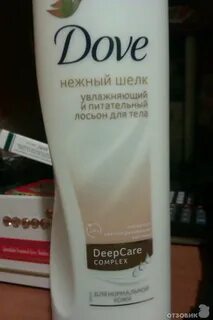 Dove
НЕЖНЫЙ ШЕЛК
УВЛАЖНЯЮЩИЙ
И ПИТАТЕЛЬНЫЙ
ЛОСЬОН ДЛЯ ТЕЛА
DeepCare
COMPLEX
ДЛЯ НОРМАЛЬНОЙ
КОЖИ
ОТЗОВИК